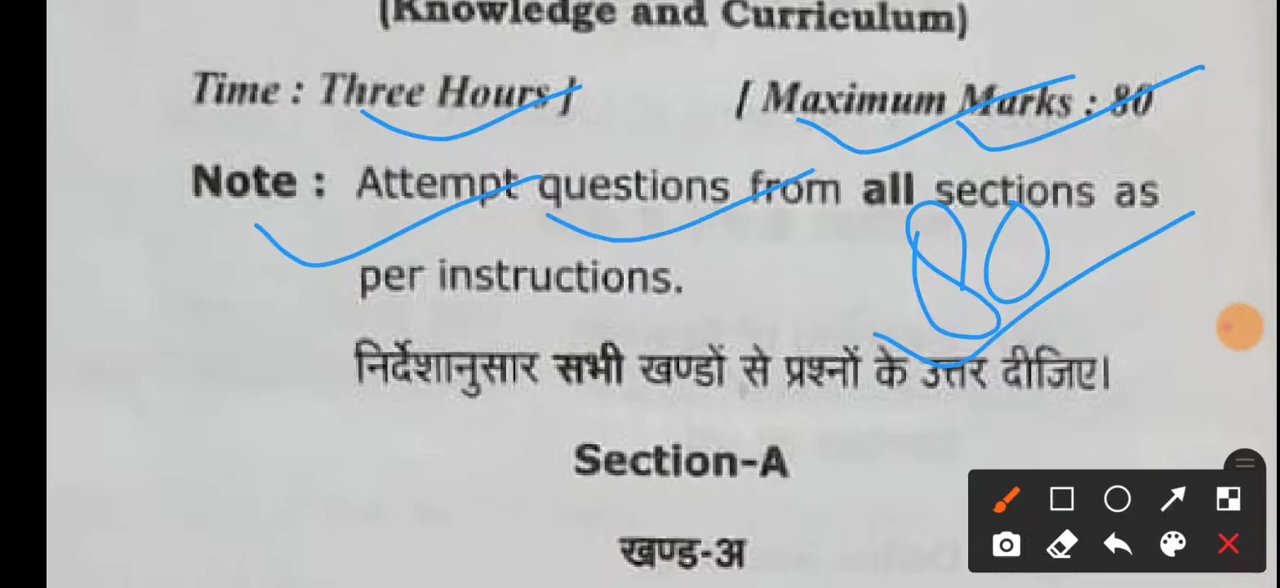 (Knowledge and Curriculum)
Time : Three Hours ] [ Maximum Marks : 80
Note : Attempt questions from all sections as
per instructions.
80
निर्देशानुसार सभी खण्डों से प्रश्नों के उत्तर दीजिए।
Section-A
खण्ड-अ